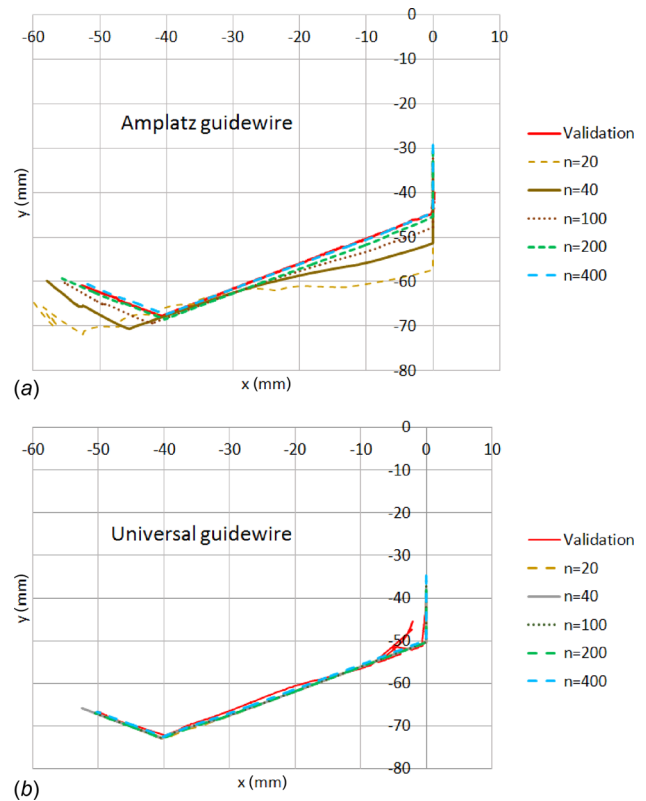 -60 -50 -40 -30 -20 -10 0 10
0
-10
-20
Amplatz guidewire
-30
Validation
n=20
-40
n=40
y (mm)
-50
n=100
n=200
-60
n=400
-70
-80
(a)
x (mm)
0
-60 -50 -40 -30 -20 -10 0 10
-10
-20
Universal guidewire
Validation
-30
n=20
n=40
-40
y (mm)
n=100
-50
n=200
n=400
-60
-70
-80
(b)
x (mm)